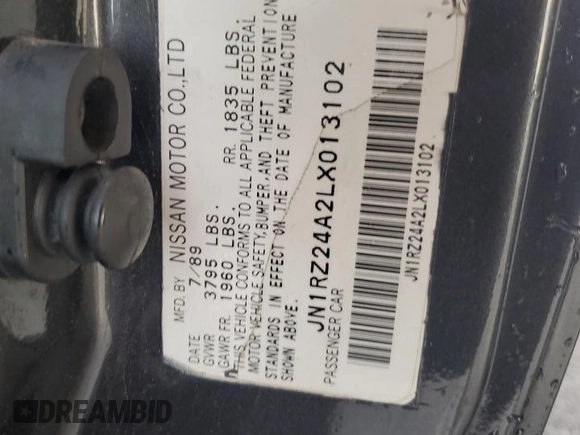 MFD. BY NISSAN MOTOR CO.,LTD
DATE 7/89
GVWR 3795 LBS.
GAWR FR. 1960 LBS. RR. 1835 LBS.
THIS VEHICLE CONFORMS TO ALL APPLICABLE FEDERAL
MOTOR VEHICLE SAFETY,BUMPER,AND THEFT PREVENTION
STANDARDS IN EFFECT ON THE DATE OF MANUFACTURE
SHOWN ABOVE.
JN1RZ24A2LX013102
PASSENGER CAR
JN1RZ24A2LX013102
DREAMBID